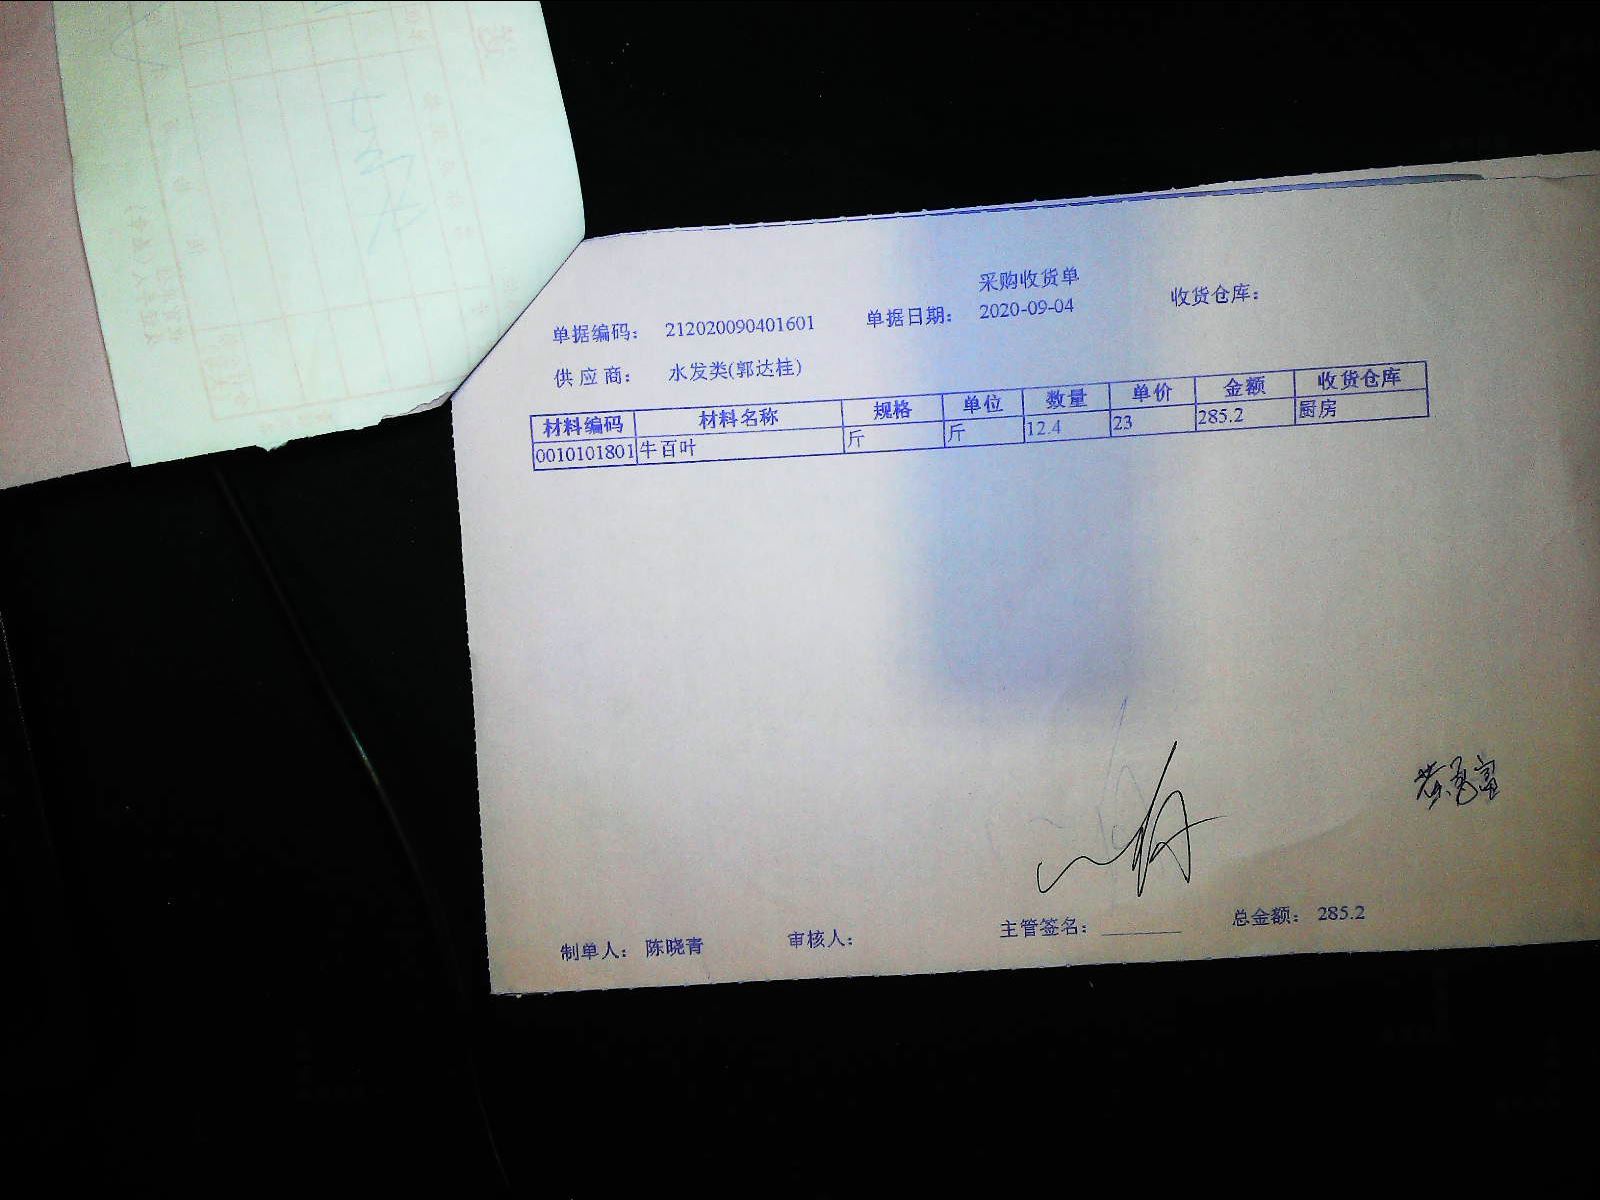 采购收货单
单据编码: 212020090401601 单据日期: 2020-09-04 收货仓库:
供应商: 水发类(郭达桂)
材料编码 材料名称 规格 单位 数量 单价 金额 收货仓库
0010101801 牛百叶 斤 斤 12.4 23 285.2 厨房
制单人: 陈晓青 审核人: 主管签名: 总金额: 285.2